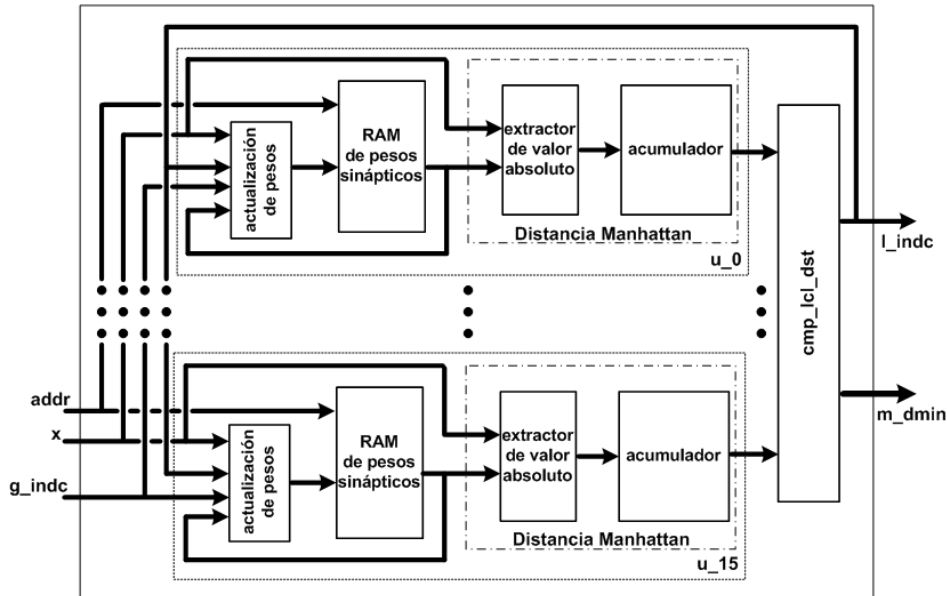 actualización
de pesos
RAM
de pesos
sinápticos
extractor
de valor
absoluto
acumulador
Distancia Manhattan
u_0
cmp_lcl_dst
l_indc
m_dmin
addr
x
g_indc
actualización
de pesos
RAM
de pesos
sinápticos
extractor
de valor
absoluto
acumulador
Distancia Manhattan
u_15